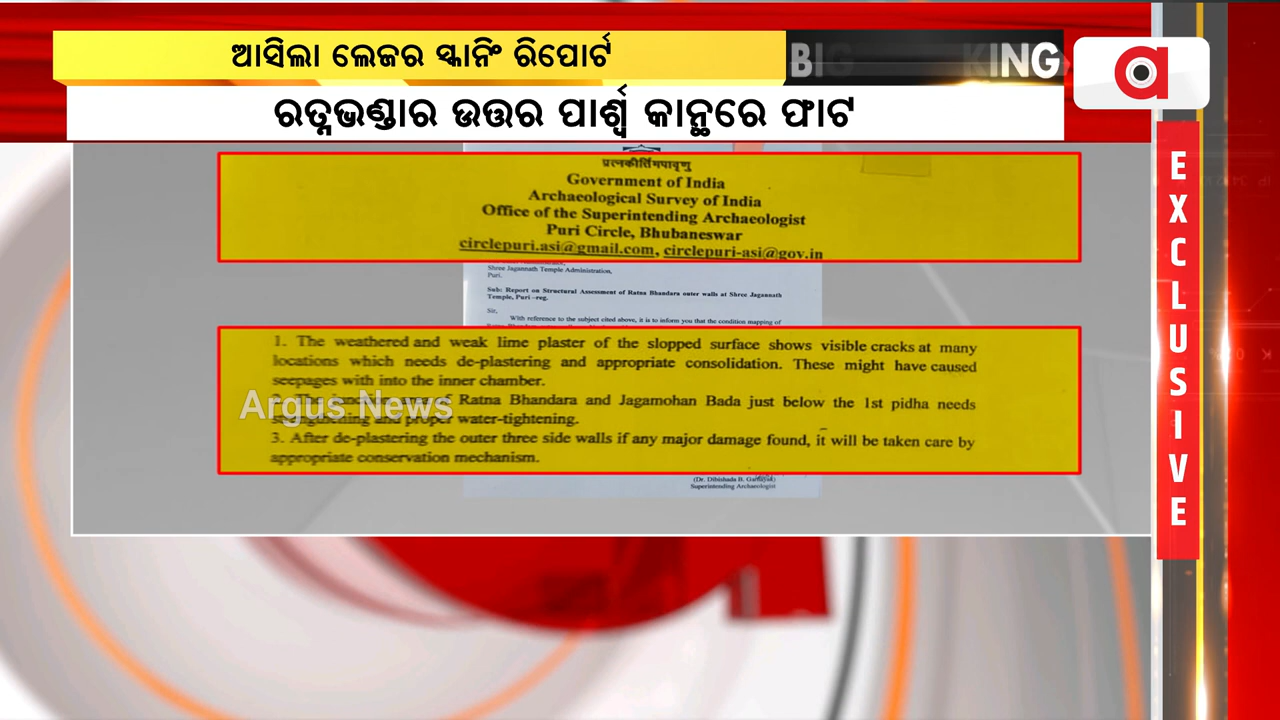 ଆସିଲା ଲେଜର ସ୍କାନିଂ ରିପୋର୍ଟ
BIG KING
a
ରତ୍ନଭଣ୍ଡାର ଉତ୍ତର ପାର୍ଶ୍ୱ କାନ୍ଥରେ ଫାଟ
EXCLUSIVE
प्रत्नकीर्तिमपावृणु
Government of India
Archaeological Survey of India
Office of the Superintending Archaeologist
Puri Circle, Bhubaneswar
circlepuri.asi@gmail.com, circlepuri-asi@gov.in
Shree Jagannath Temple Administration,
Puri.
Sub: Report on Structural Assessment of Ratna Bhandara outer walls at Shree Jagannath
Temple, Puri –reg.
Sir,
With reference to the subject cited above, it is to inform you that the condition mapping of
1. The weathered and weak lime plaster of the slopped surface shows visible cracks at many
locations which needs de-plastering and appropriate consolidation. These might have caused
seepages with into the inner chamber.
of Ratna Bhandara and Jagamohan Bada just below the 1st pidha needs
strengthening and proper water-tightening.
3. After de-plastering the outer three side walls if any major damage found, it will be taken care by
appropriate conservation mechanism.
Argus News
(Dr. Dibishada B.
Superintending Archaeologist